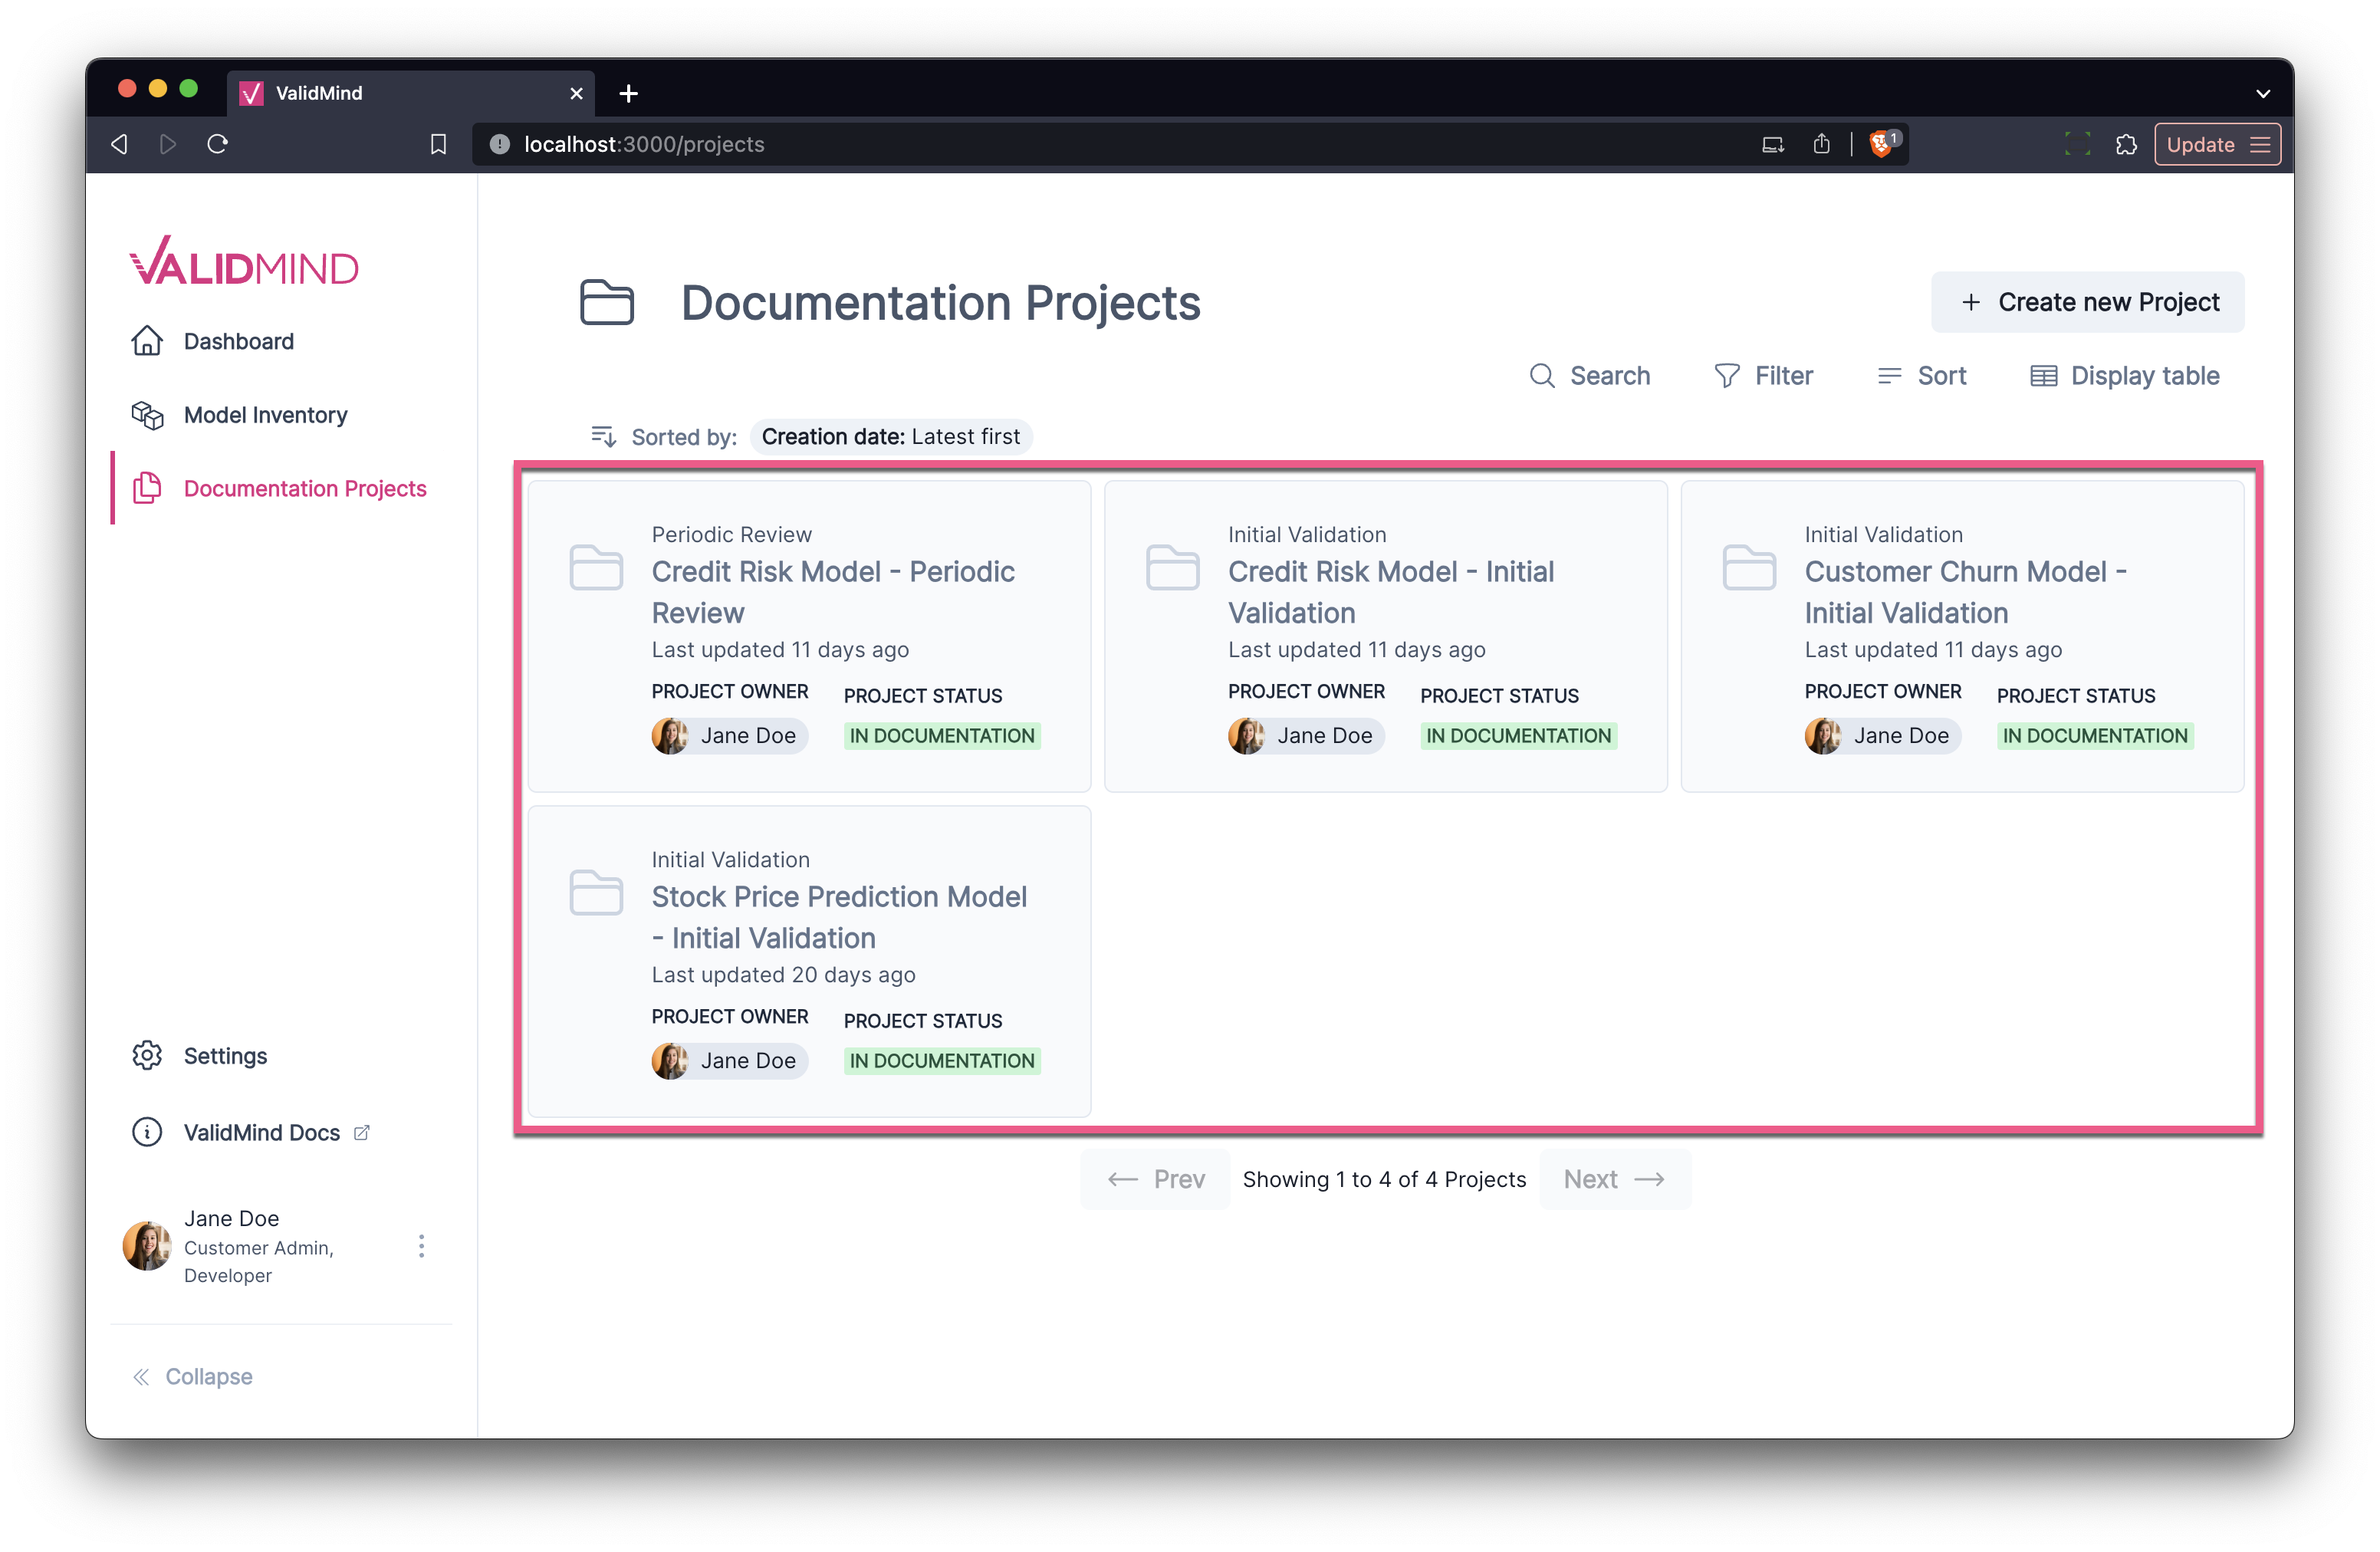 ValidMind
localhost:3000/projects
1
Update
VALIDMIND
Dashboard
Model Inventory
Documentation Projects
Settings
ValidMind Docs
Jane Doe
Customer Admin,
Developer
Collapse
Documentation Projects
Create new Project
Search
Filter
Sort
Display table
Sorted by: Creation date: Latest first
Periodic Review
Credit Risk Model - Periodic
Review
Last updated 11 days ago
PROJECT OWNER
PROJECT STATUS
Jane Doe
IN DOCUMENTATION
Initial Validation
Credit Risk Model - Initial
Validation
Last updated 11 days ago
PROJECT OWNER
PROJECT STATUS
Jane Doe
IN DOCUMENTATION
Initial Validation
Customer Churn Model -
Initial Validation
Last updated 11 days ago
PROJECT OWNER
PROJECT STATUS
Jane Doe
IN DOCUMENTATION
Initial Validation
Stock Price Prediction Model
- Initial Validation
Last updated 20 days ago
PROJECT OWNER
PROJECT STATUS
Jane Doe
IN DOCUMENTATION
Prev
Showing 1 to 4 of 4 Projects
Next